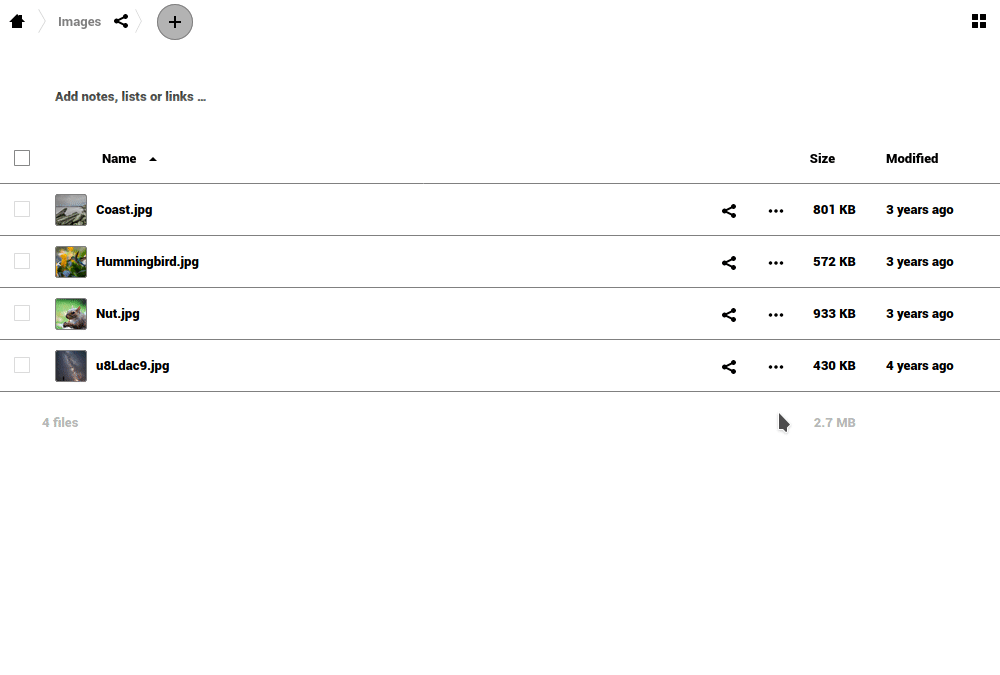 Images
Add notes, lists or links …
Name Size Modified
Coast.jpg 801 KB 3 years ago
Hummingbird.jpg 572 KB 3 years ago
Nut.jpg 933 KB 3 years ago
u8Ldac9.jpg 430 KB 4 years ago
4 files 2.7 MB